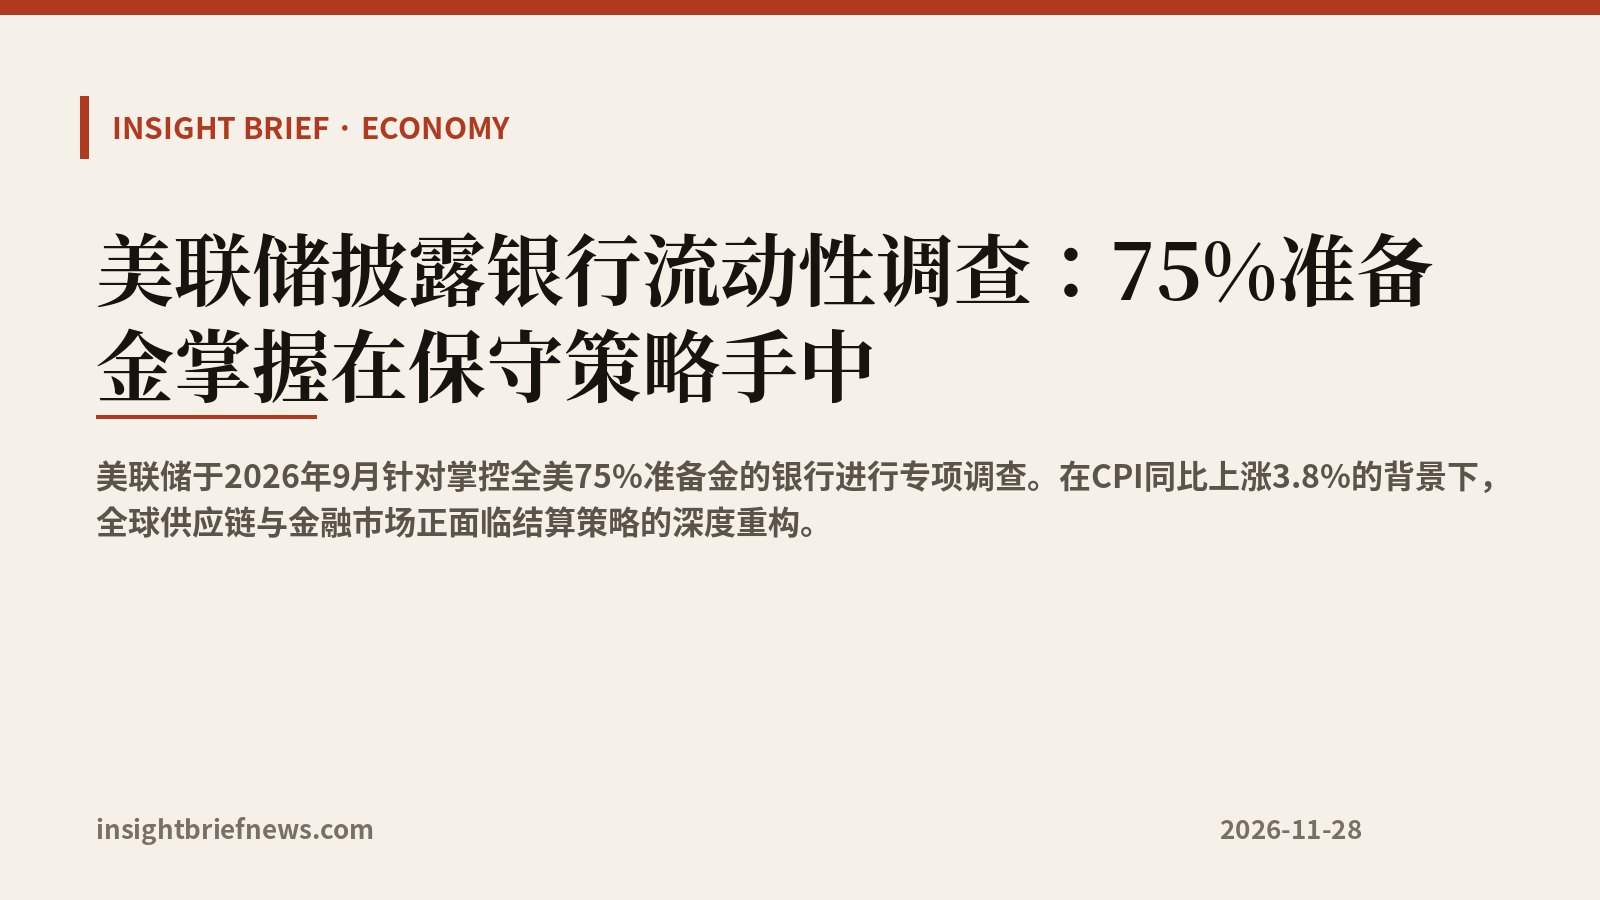 INSIGHT BRIEF · ECONOMY
美联储披露银行流动性调查：75%准备
金掌握在保守策略手中
美联储于2026年9月针对掌控全美75%准备金的银行进行专项调查。在CPI同比上涨3.8%的背景下，
全球供应链与金融市场正面临结算策略的深度重构。
insightbriefnews.com
2026-11-28